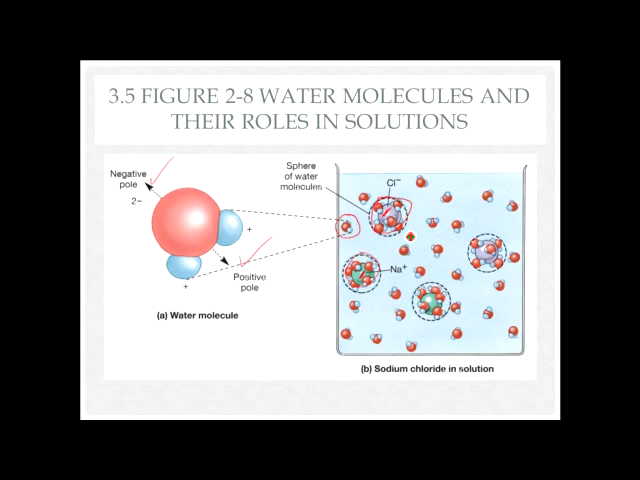 3.5 FIGURE 2-8 WATER MOLECULES AND
THEIR ROLES IN SOLUTIONS
Negative
pole
2−
+
+
Positive
pole
(a) Water molecule
Sphere
of water
molecules
Cl−
Na+
(b) Sodium chloride in solution